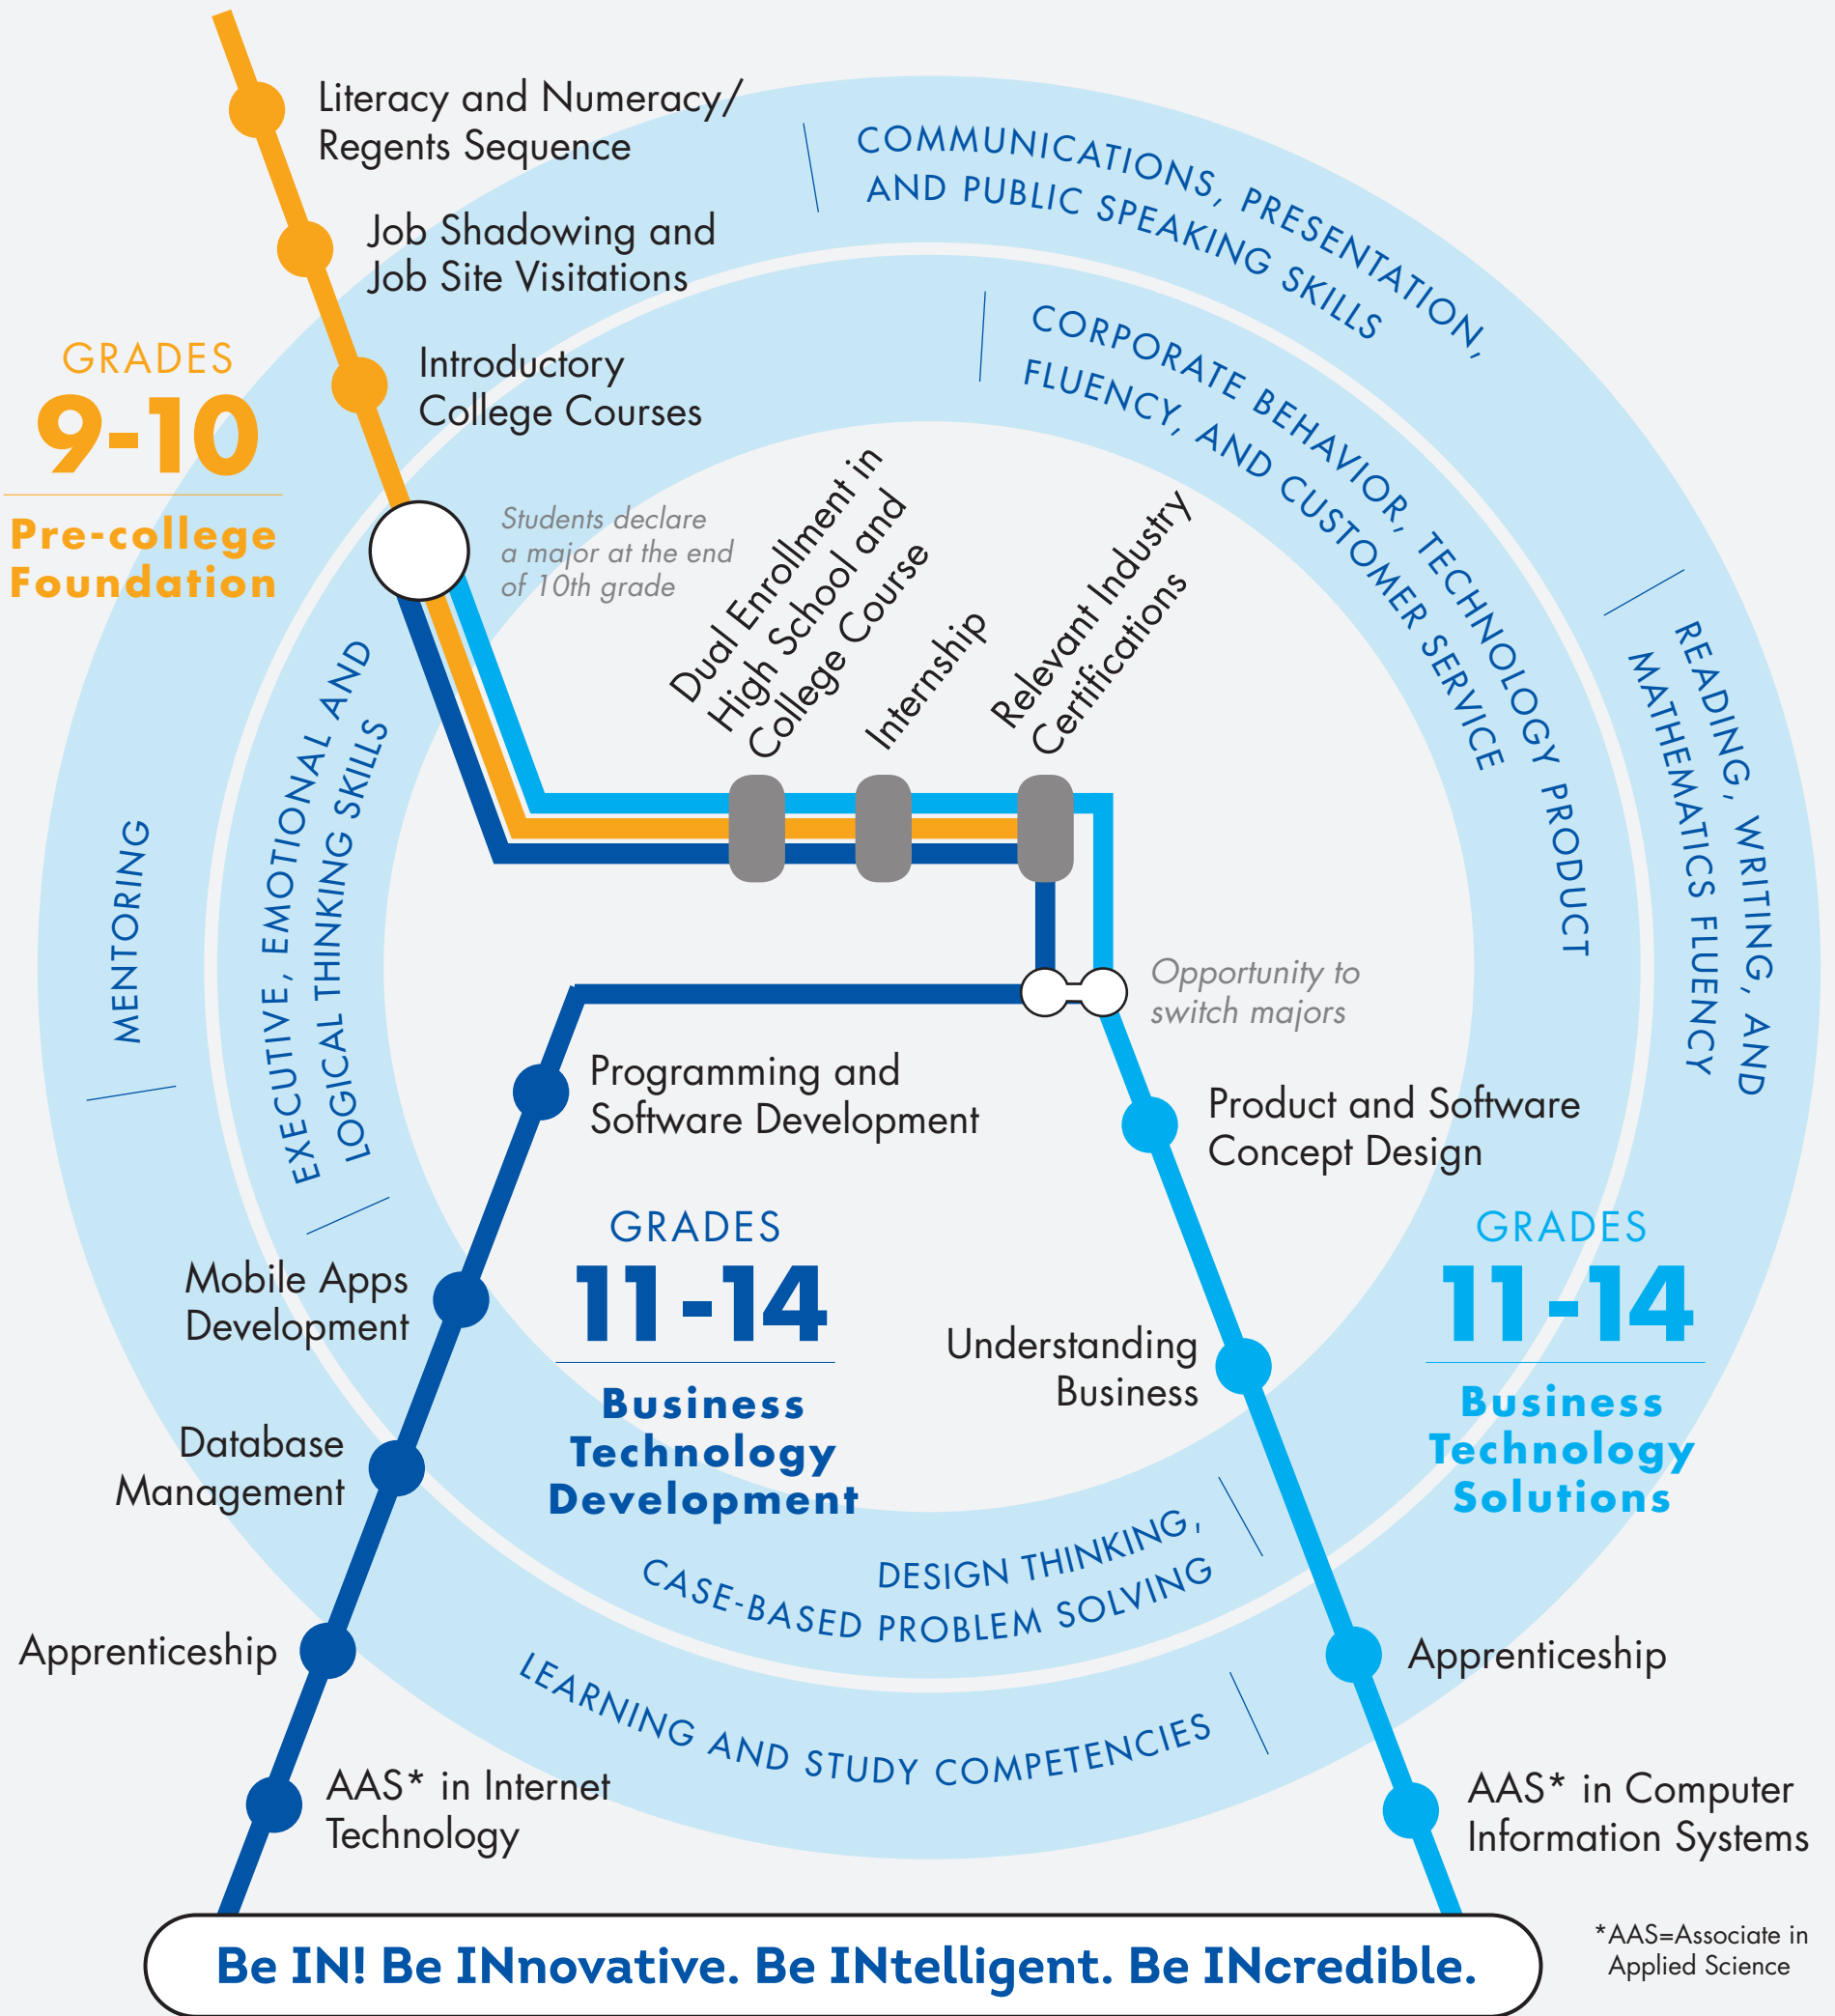 Literacy and Numeracy/
Regents Sequence
Job Shadowing and
Job Site Visitations
Introductory
College Courses
GRADES
9-10
Pre-college
Foundation
Students declare
a major at the end
of 10th grade
COMMUNICATIONS, PRESENTATION,
AND PUBLIC SPEAKING SKILLS
CORPORATE BEHAVIOR, TECHNOLOGY PRODUCT
FLUENCY, AND CUSTOMER SERVICE
READING, WRITING, AND
MATHEMATICS FLUENCY
Dual Enrollment in
High School and
College Course
Internship
Relevant Industry
Certifications
MENTORING
EXECUTIVE, EMOTIONAL AND
LOGICAL THINKING SKILLS
Opportunity to
switch majors
Programming and
Software Development
Product and Software
Concept Design
Mobile Apps
Development
GRADES
11-14
Business
Technology
Development
Understanding
Business
GRADES
11-14
Business
Technology
Solutions
Database
Management
DESIGN THINKING,
CASE-BASED PROBLEM SOLVING
LEARNING AND STUDY COMPETENCIES
Apprenticeship
Apprenticeship
AAS* in Internet
Technology
AAS* in Computer
Information Systems
Be IN! Be INnovative. Be INtelligent. Be INcredible.
*AAS=Associate in
Applied Science